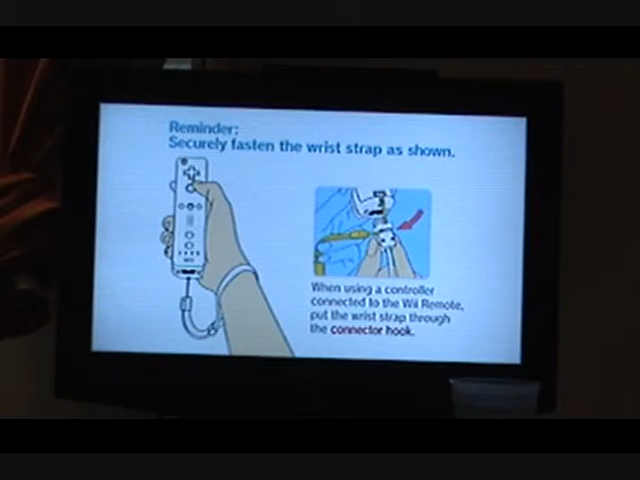 Reminder:
Securely fasten the wrist strap as shown.
When using a controller
connected to the Wii Remote,
put the wrist strap through
the connector hook.